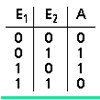 E₁ E₂ A
0 0 0
0 1 1
1 0 1
1 1 0